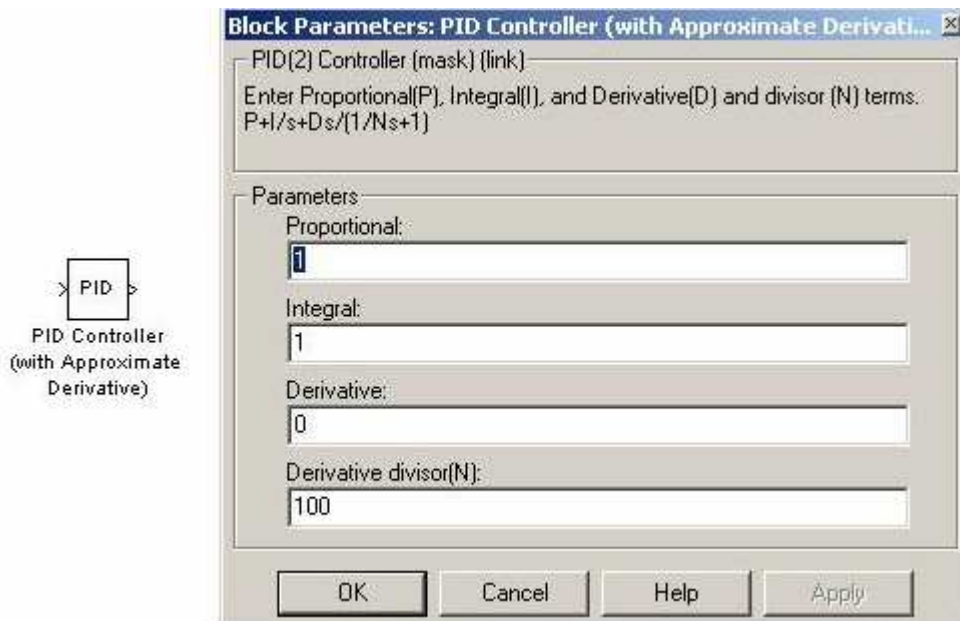 Block Parameters: PID Controller (with Approximate Derivati...
PID(2) Controller (mask) (link)
Enter Proportional(P), Integral(I), and Derivative(D) and divisor (N) terms.
P+I/s+Ds/(1/Ns+1)
Parameters
Proportional:
1
Integral:
1
Derivative:
0
Derivative divisor(N):
100
OK Cancel Help Apply
PID
PID Controller
(with Approximate
Derivative)